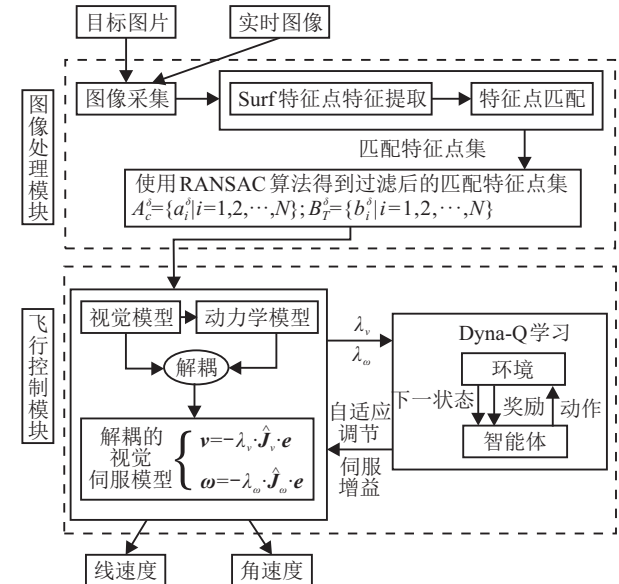 目标图片
实时图像
图像处理模块
图像采集
Surf特征点特征提取
特征点匹配
匹配特征点集
使用RANSAC算法得到过滤后的匹配特征点集
A_c^δ={a_i^δ|i=1,2,⋯,N};B_T^δ={b_i^δ|i=1,2,⋯,N}
飞行控制模块
视觉模型
动力学模型
解耦
解耦的
视觉
伺服模型
v=-λ_v·Ĵ_v·e
ω=-λ_ω·Ĵ_ω·e
λ_v
λ_ω
自适应
调节
伺服
增益
Dyna-Q学习
环境
下一状态
奖励
动作
智能体
线速度
角速度